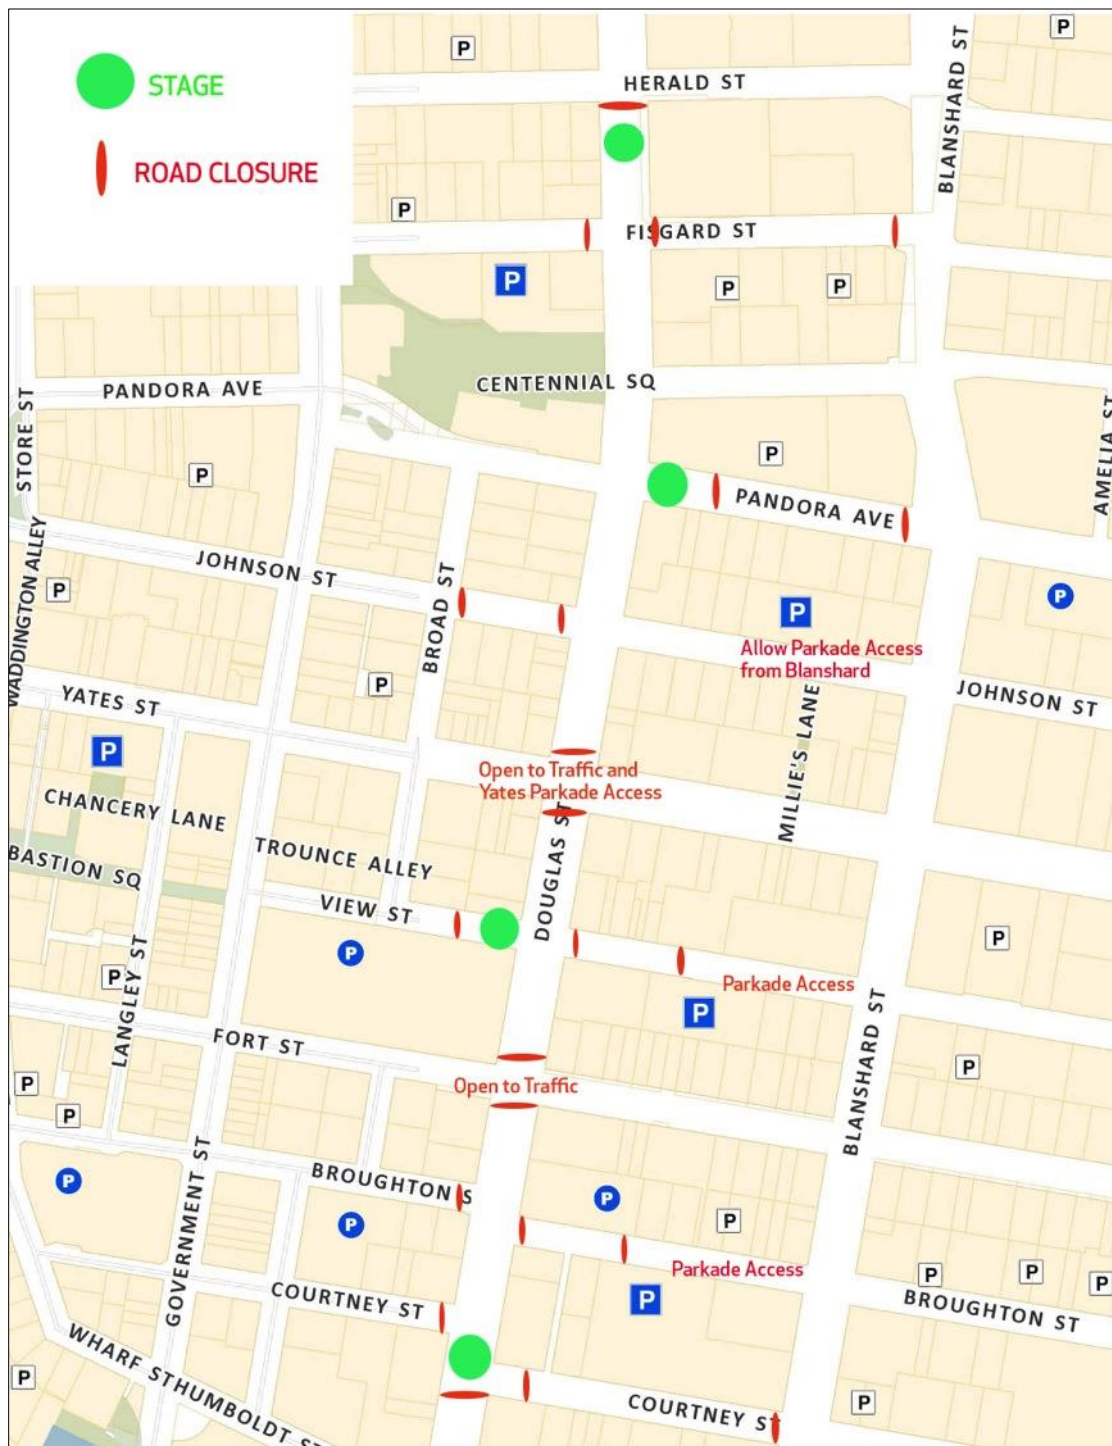 STAGE
ROAD CLOSURE
P
P
HERALD ST
BLANSHARD ST
P
FISGARD ST
P
P
P
PANDORA AVE
CENTENNIAL SQ
STORE ST
AMELIA ST
P
P
PANDORA AVE
JOHNSON ST
WADDINGTON ALLEY
P
BROAD ST
P
P
Allow Parkade Access
from Blanshard
P
YATES ST
MILLIE'S LANE
JOHNSON ST
P
Open to Traffic and
Yates Parkade Access
CHANCERY LANE
BASTION SQ
TROUNCE ALLEY
DOUGLAS ST
VIEW ST
P
P
P
LANGLEY ST
Parkade Access
P
BLANSHARD ST
FORT ST
P
Open to Traffic
P
P
GOVERNMENT ST
P
BROUGHTON S
P
P
P
Parkade Access
P
P
P
P
COURTNEY ST
BROUGHTON ST
WHARF ST
HUMBOLDT ST
P
COURTNEY ST
P